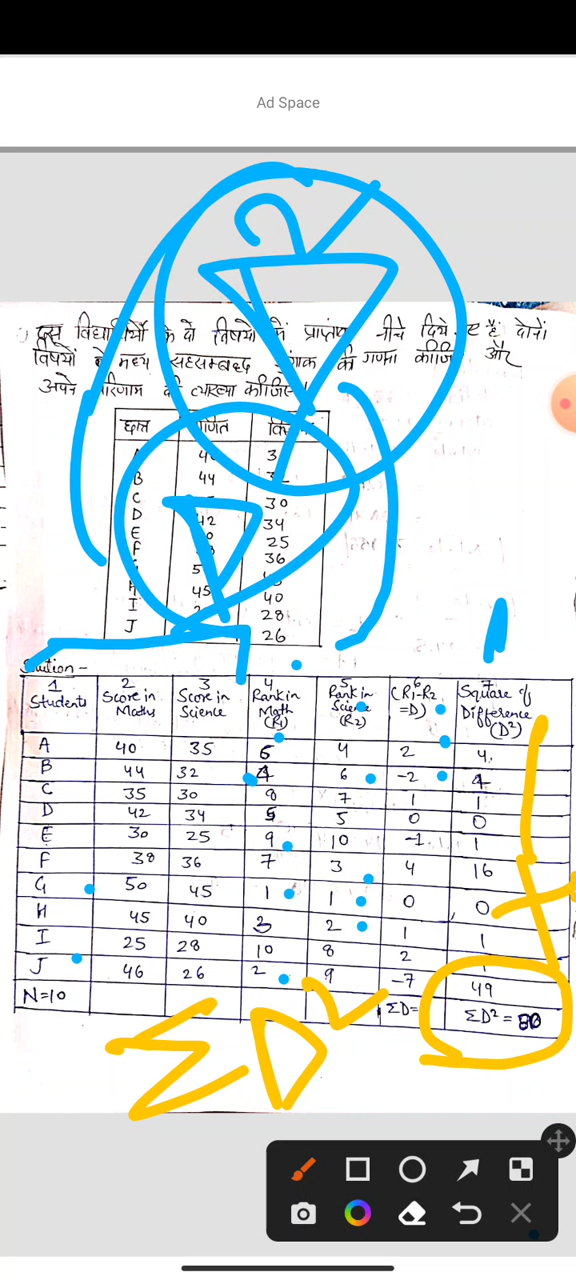 Ad Space
दस विद्यार्थियों के दो विषयों में प्राप्तांक नीचे दिये गए हैं दोनों
विषयों के मध्य सहसम्बन्ध की गणना कीजिए और
अपने परिणाम की व्याख्या कीजिए।
छात्र गणित
B 44
C 30
D 42 34
E 25
F 36
H 45 40
I 28
J 26
Solution -
1 Students 2 Score in Maths 3 Score in Science 4 Rank in Math (R1) 5 Rank in Science (R2) 6 (R1-R2 =D) 7 Square of Difference (D²)
A 40 35 6 4 2 4
B 44 32 4 6 -2 4
C 35 30 8 7 1 1
D 42 34 5 5 0 0
E 30 25 9 10 -1 1
F 38 36 7 3 4 16
G 50 45 1 1 0 0
H 45 40 3 2 1 1
I 25 28 10 8 2
J 46 26 2 9 -7 49
N=10 ΣD= ΣD² = 80
ΣD²